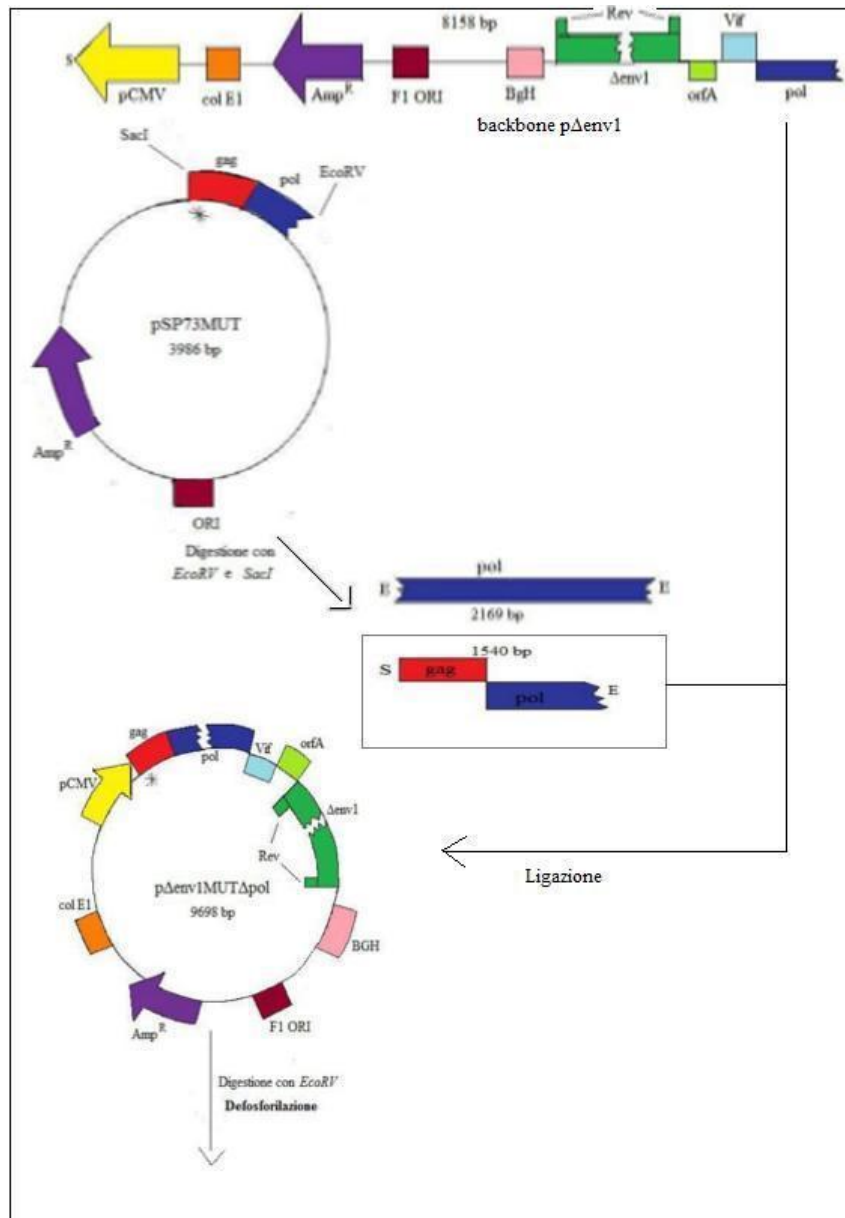 8158 bp
Rev
Vif
S
pCMV
col E1
Amp^R
F1 ORI
BgH
Δenv1
orfA
pol
backbone pΔenv1
SacI
gag
pol
EcoRV
*
pSP73MUT
3986 bp
Amp^R
ORI
Digestione con
EcoRV e SacI
pol
E E
2169 bp
1540 bp
S gag
pol E
gag
pol
Vif
orfA
pCMV
*
Δenv1
Rev
pΔenv1MUTΔpol
9698 bp
col E1
BGH
Amp^R
F1 ORI
Ligazione
Digestione con EcoRV
Defosforilazione